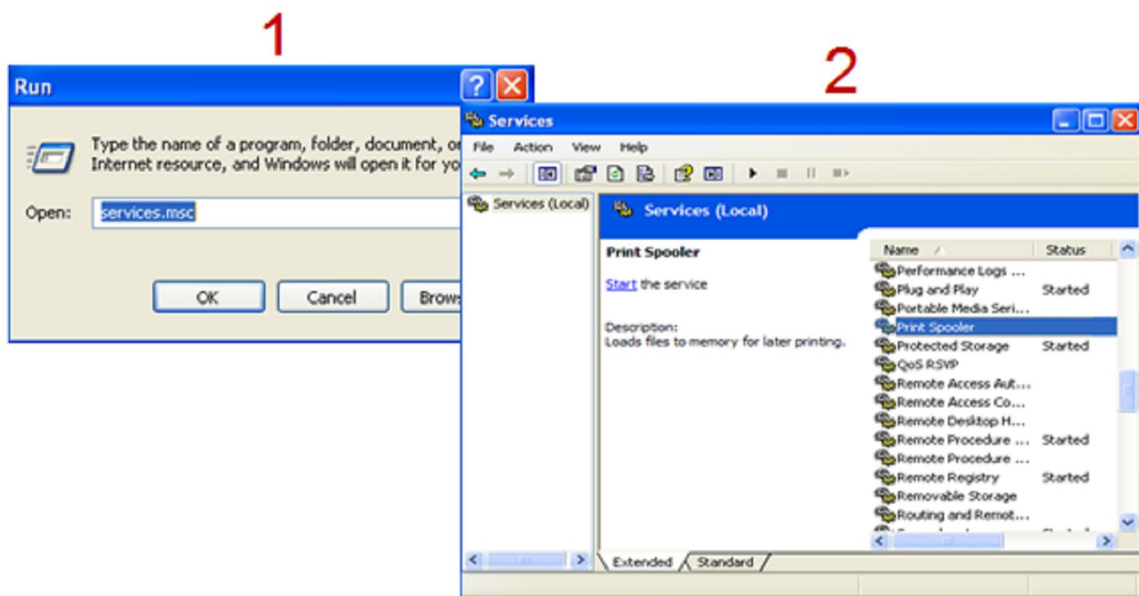 1
2
Run
Type the name of a program, folder, document, or
Internet resource, and Windows will open it for yo
Open:
services.msc
OK
Cancel
Brows
Services
File Action View Help
Services (Local)
Services (Local)
Print Spooler
Start the service
Description:
Loads files to memory for later printing.
Name Status
Performance Logs ...
Plug and Play Started
Portable Media Seri...
Print Spooler
Protected Storage Started
QoS RSVP
Remote Access Aut...
Remote Access Co...
Remote Desktop H...
Remote Procedure ... Started
Remote Procedure ...
Remote Registry Started
Removable Storage
Routing and Remot...
Extended Standard